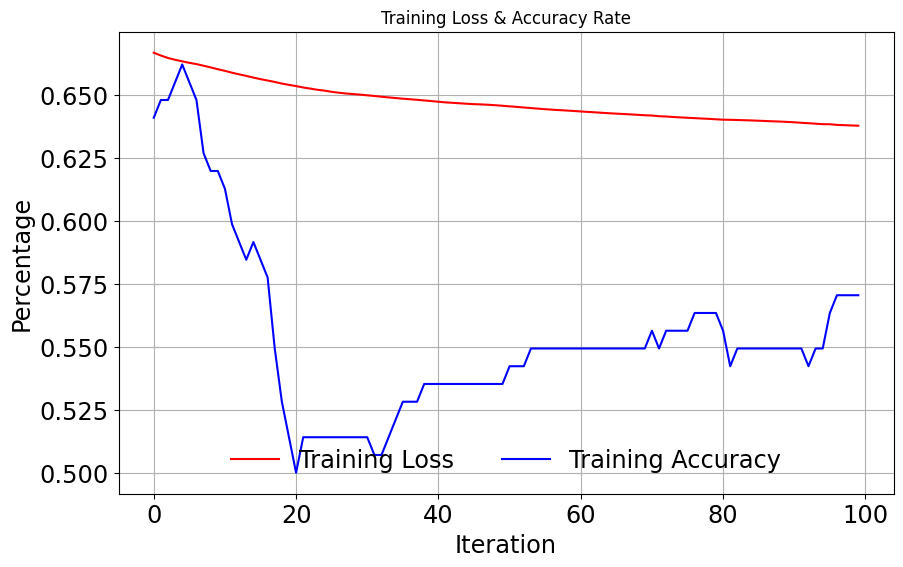 Training Loss & Accuracy Rate
Percentage
0.650
0.625
0.600
0.575
0.550
0.525
0.500
Training Loss
Training Accuracy
0
20
40
60
80
100
Iteration